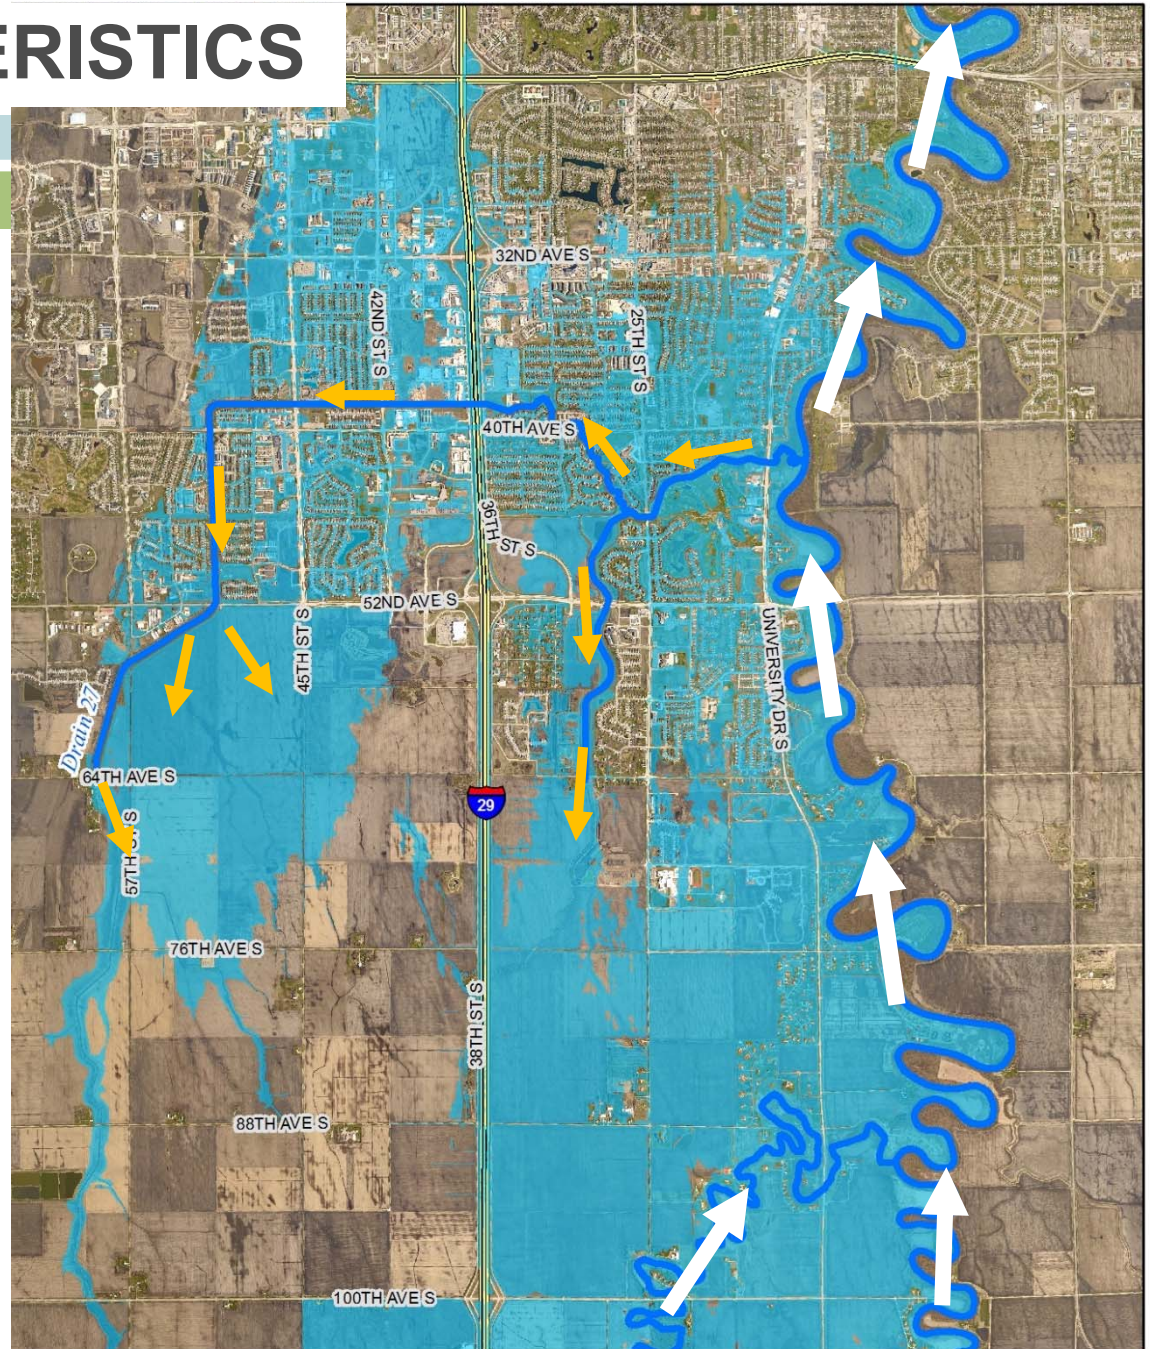 ERISTICS
32ND AVE S
42ND ST S
25TH ST S
40TH AVE S
36TH ST S
52ND AVE S
45TH ST S
UNIVERSITY DR S
Drain 27
64TH AVE S
29
57TH S
76TH AVE S
38TH ST S
88TH AVE S
100TH AVE S